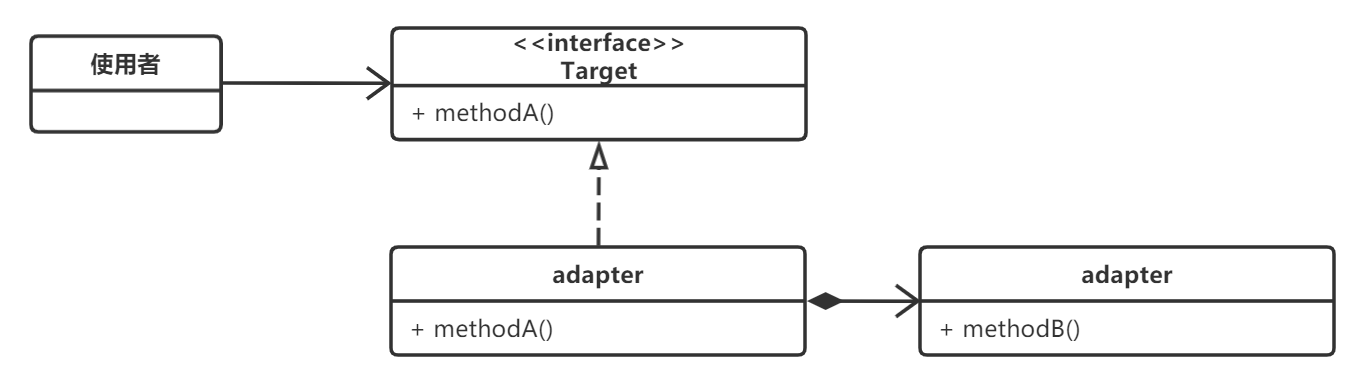 使用者
<<interface>>
Target
+ methodA()
adapter
+ methodA()
adapter
+ methodB()